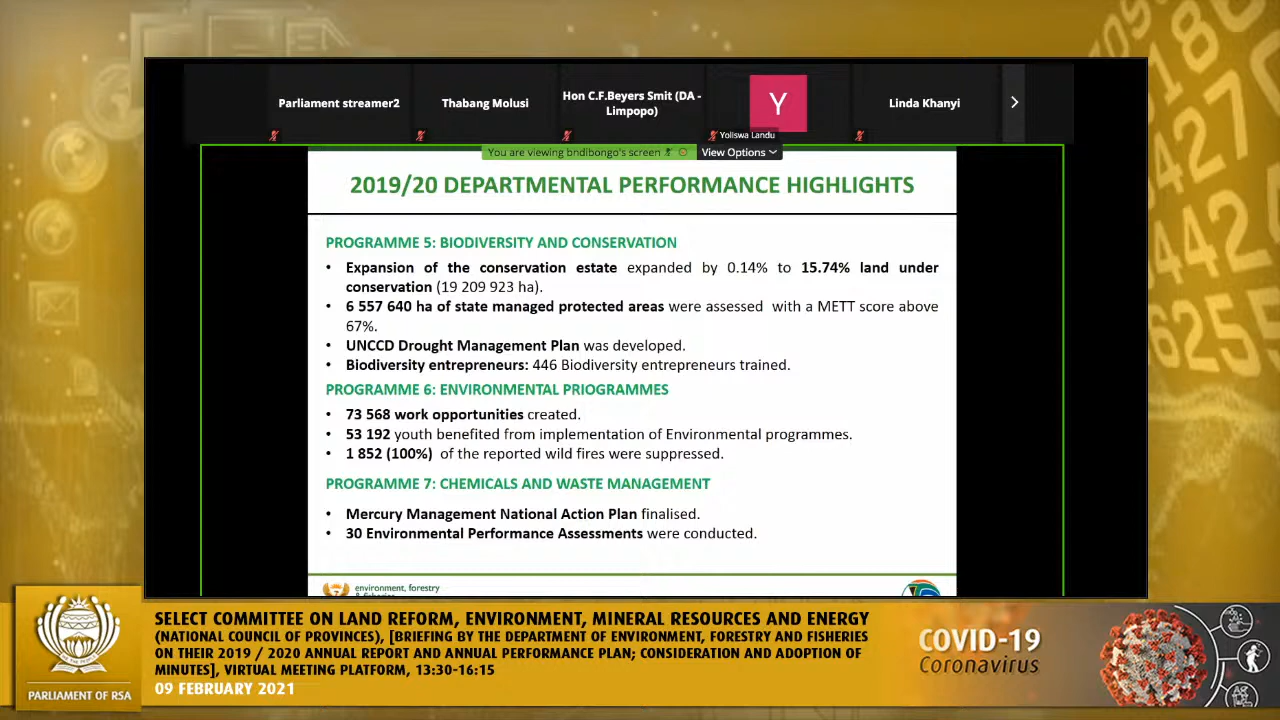 Parliament streamer2
Thabang Molusi
Hon C.F.Beyers Smit (DA -
Limpopo)
Y
Yoliswa Landu
Linda Khanyi
You are viewing bndibongo's screen
View Options
2019/20 DEPARTMENTAL PERFORMANCE HIGHLIGHTS
PROGRAMME 5: BIODIVERSITY AND CONSERVATION
• Expansion of the conservation estate expanded by 0.14% to 15.74% land under
conservation (19 209 923 ha).
• 6 557 640 ha of state managed protected areas were assessed with a METT score above
67%.
• UNCCD Drought Management Plan was developed.
• Biodiversity entrepreneurs: 446 Biodiversity entrepreneurs trained.
PROGRAMME 6: ENVIRONMENTAL PRIOGRAMMES
• 73 568 work opportunities created.
• 53 192 youth benefited from implementation of Environmental programmes.
• 1 852 (100%) of the reported wild fires were suppressed.
PROGRAMME 7: CHEMICALS AND WASTE MANAGEMENT
• Mercury Management National Action Plan finalised.
• 30 Environmental Performance Assessments were conducted.
environment, forestry
& fisheries
SELECT COMMITTEE ON LAND REFORM, ENVIRONMENT, MINERAL RESOURCES AND ENERGY
(NATIONAL COUNCIL OF PROVINCES), [BRIEFING BY THE DEPARTMENT OF ENVIRONMENT, FORESTRY AND FISHERIES
ON THEIR 2019 / 2020 ANNUAL REPORT AND ANNUAL PERFORMANCE PLAN; CONSIDERATION AND ADOPTION OF
MINUTES], VIRTUAL MEETING PLATFORM, 13:30-16:15
09 FEBRUARY 2021
PARLIAMENT OF RSA
COVID-19
Coronavirus